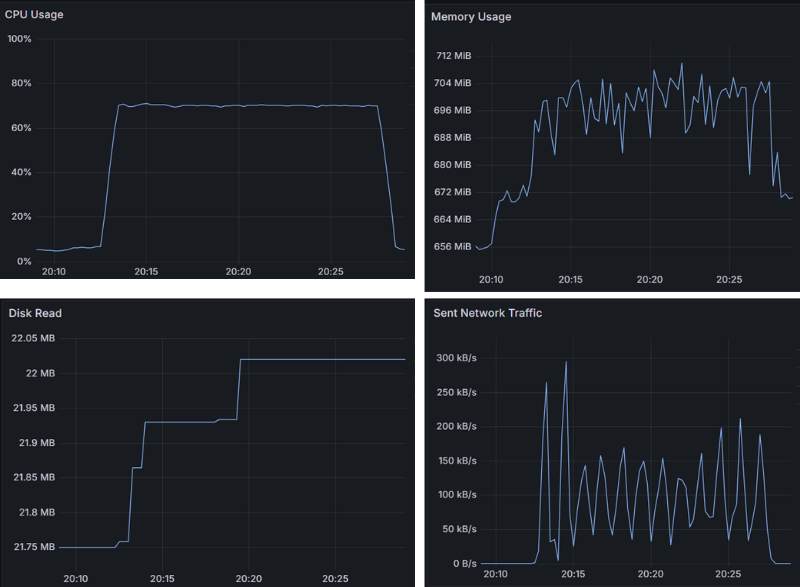 CPU Usage
100%
80%
60%
40%
20%
0%
20:10 20:15 20:20 20:25
Memory Usage
712 MiB
704 MiB
696 MiB
688 MiB
680 MiB
672 MiB
664 MiB
656 MiB
20:10 20:15 20:20 20:25
Disk Read
22.05 MB
22 MB
21.95 MB
21.9 MB
21.85 MB
21.8 MB
21.75 MB
20:10 20:15 20:20 20:25
Sent Network Traffic
300 kB/s
250 kB/s
200 kB/s
150 kB/s
100 kB/s
50 kB/s
0 B/s
20:10 20:15 20:20 20:25